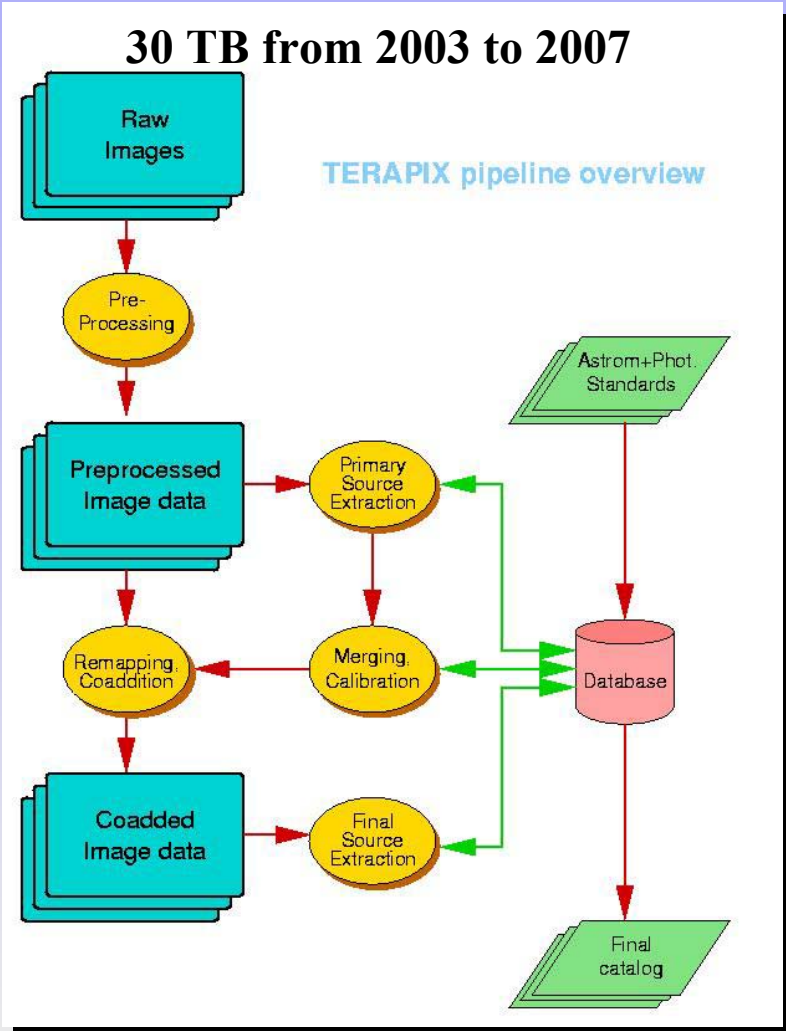 30 TB from 2003 to 2007
Raw
Images
TERAPIX pipeline overview
Pre-
Processing
Astrom+Phot.
Standards
Preprocessed
Image data
Primary
Source
Extraction
Remapping,
Coaddition
Merging,
Calibration
Database
Coadded
Image data
Final
Source
Extraction
Final
catalog